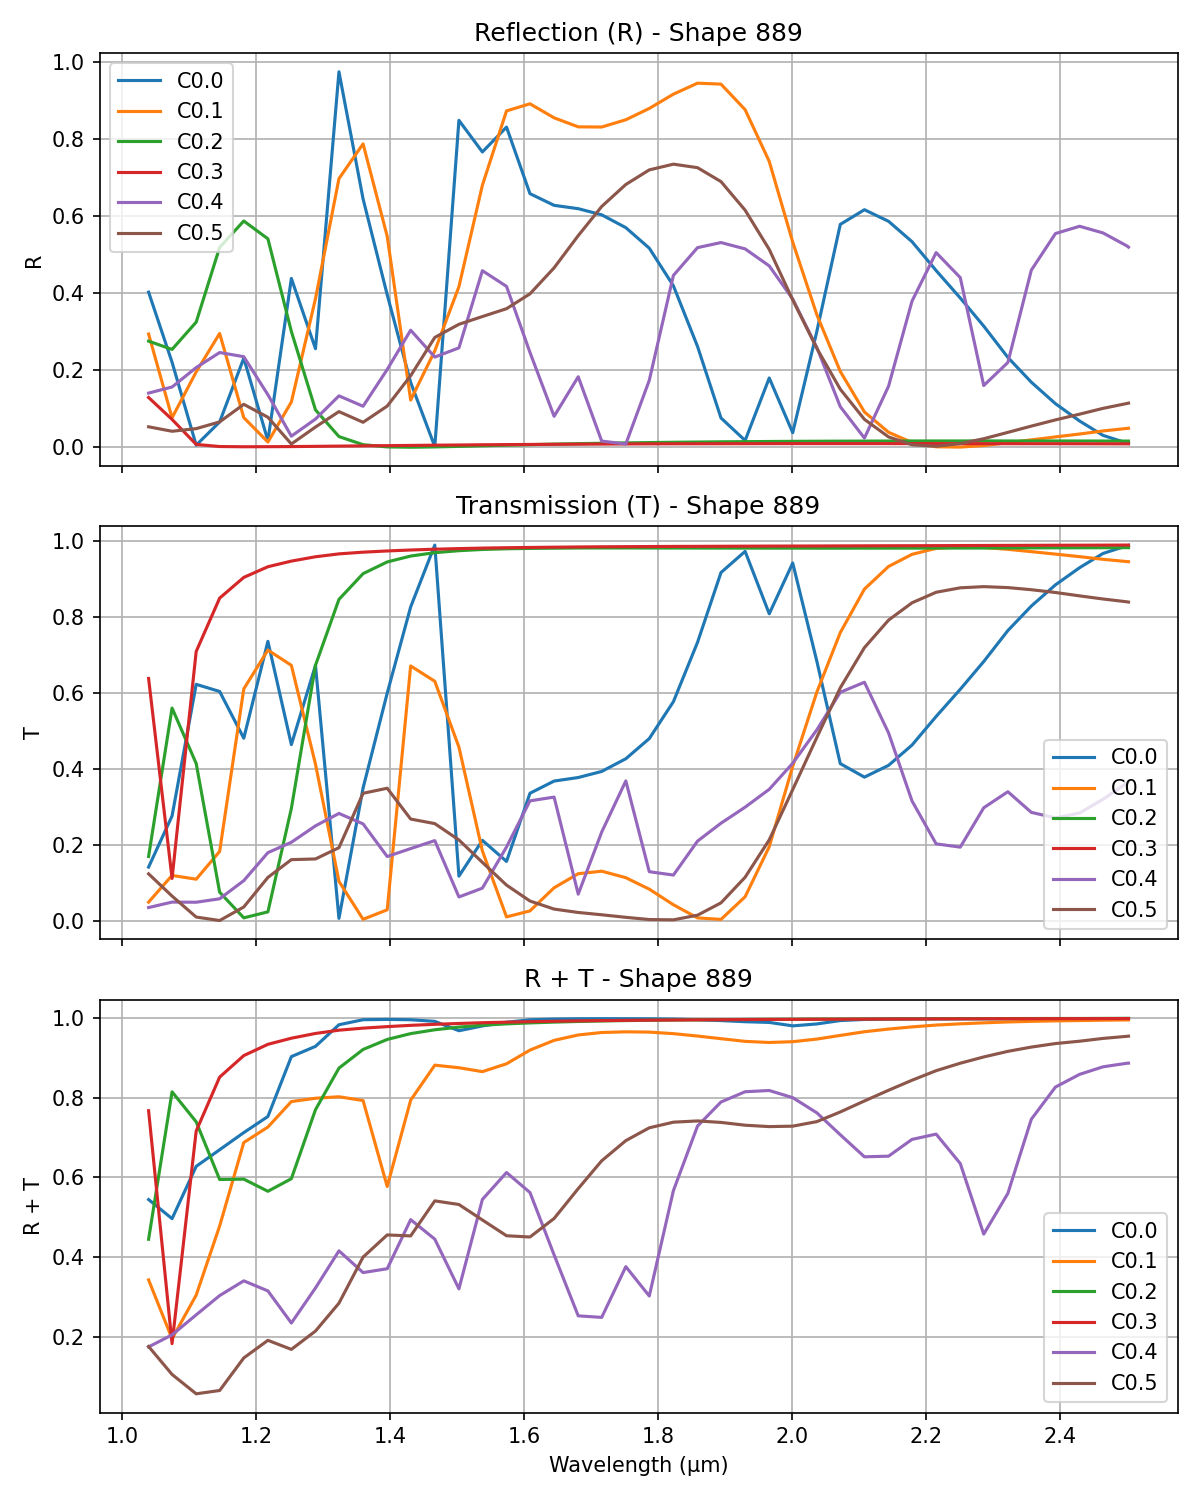 Reflection (R) - Shape 889
1.0
0.8
0.6
0.4
0.2
0.0
R
C0.0
C0.1
C0.2
C0.3
C0.4
C0.5
Transmission (T) - Shape 889
1.0
0.8
0.6
0.4
0.2
0.0
T
C0.0
C0.1
C0.2
C0.3
C0.4
C0.5
R + T - Shape 889
1.0
0.8
0.6
0.4
0.2
R + T
C0.0
C0.1
C0.2
C0.3
C0.4
C0.5
1.0 1.2 1.4 1.6 1.8 2.0 2.2 2.4
Wavelength (μm)